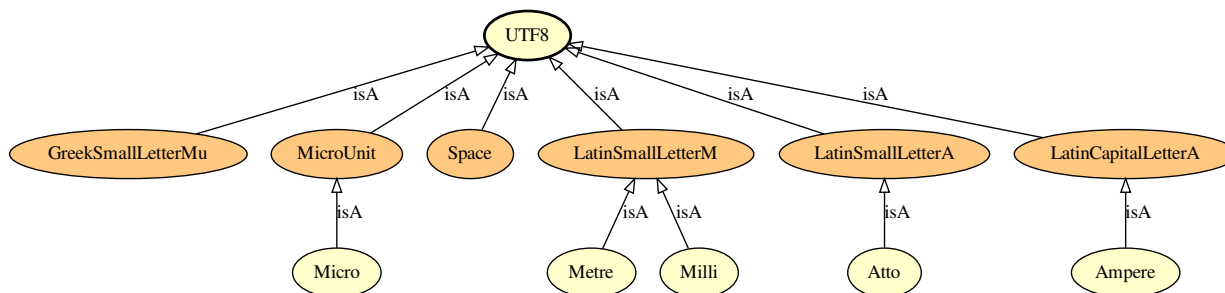 UTF8
isA isA isA isA isA isA
GreekSmallLetterMu MicroUnit Space LatinSmallLetterM LatinSmallLetterA LatinCapitalLetterA
isA isA isA isA isA
Micro Metre Milli Atto Ampere